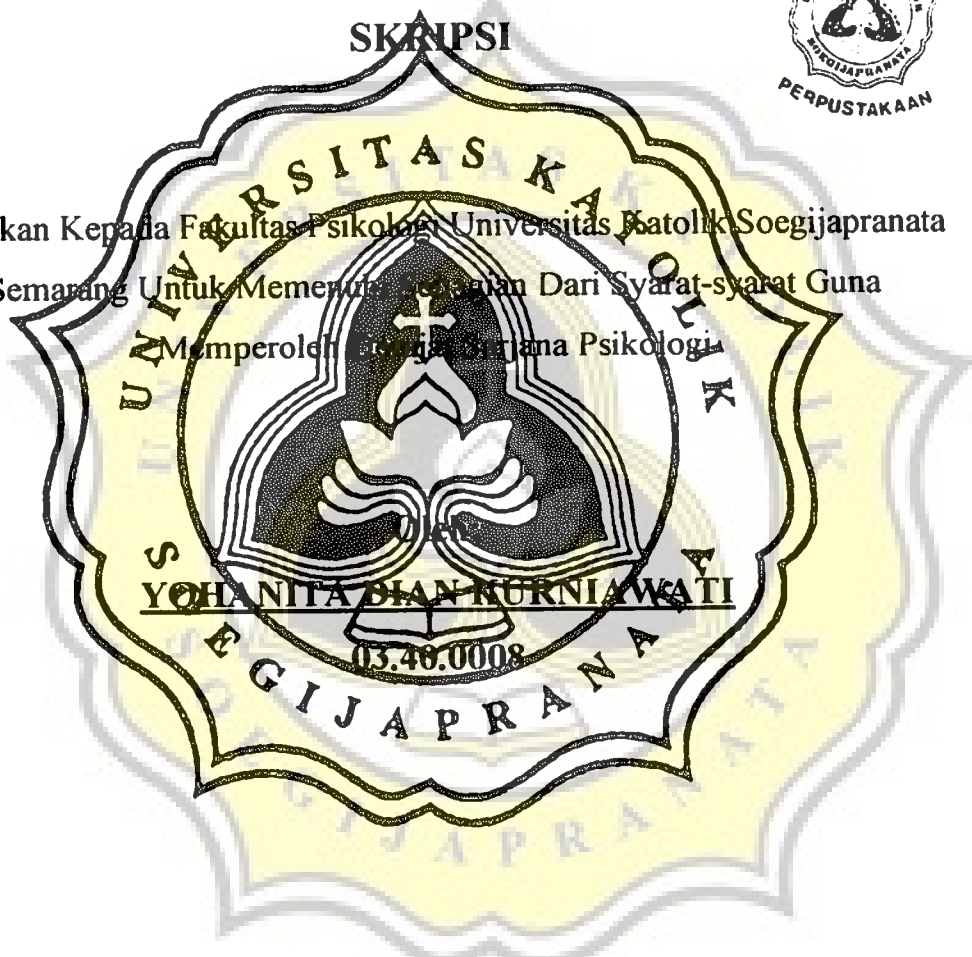 SKRIPSI
SOEGIJAPRANATA
PERPUSTAKAAN
kan Kepada Fakultas Psikologi Universitas Katolik Soegijapranata
Semarang Untuk Memenuhi Sebagian Dari Syarat-syarat Guna
Memperoleh Sarjana Psikologi
Oleh
YOHANITA DIAN KURNIAWATI
03.40.0008
UNIVERSITAS KATOLIK
SOEGIJAPRANATA